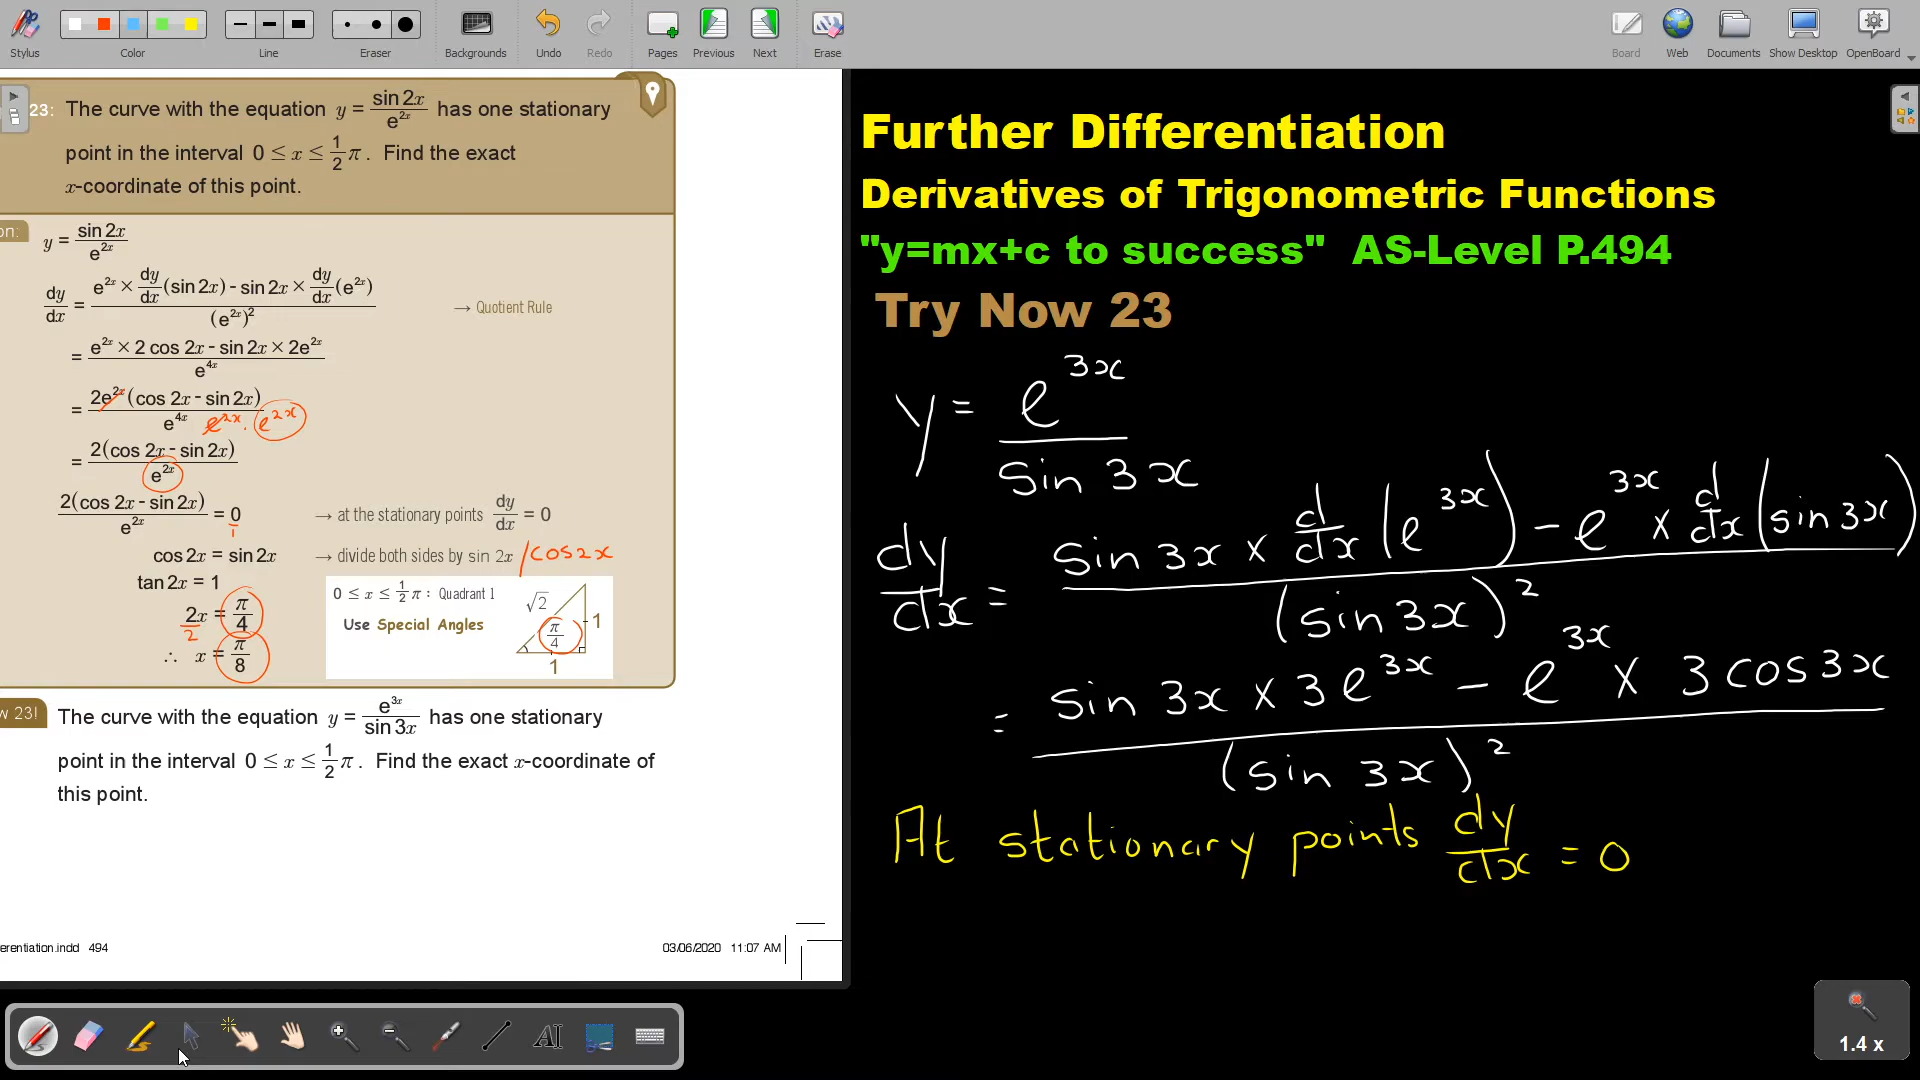 Stylus Color Line Eraser Backgrounds Undo Redo Pages Previous Next Erase Board Web Documents Show Desktop OpenBoard
23: The curve with the equation y = sin 2x / e^2x has one stationary
point in the interval 0 ≤ x ≤ 1/2 π. Find the exact
x-coordinate of this point.
on:
y = sin 2x / e^2x
dy/dx = (e^2x × dy/dx (sin 2x) - sin 2x × dy/dx (e^2x)) / (e^2x)^2 → Quotient Rule
= (e^2x × 2 cos 2x - sin 2x × 2e^2x) / e^4x
= 2e^2x (cos 2x - sin 2x) / e^4x e^2x . e^2x
= 2(cos 2x - sin 2x) / e^2x
2(cos 2x - sin 2x) / e^2x = 0/1 → at the stationary points dy/dx = 0
cos 2x = sin 2x → divide both sides by sin 2x /cos2x
tan 2x = 1
2x/2 = π/4
∴ x = π/8
0 ≤ x ≤ 1/2 π : Quadrant 1
Use Special Angles
√2 1 π/4 1
w 23! The curve with the equation y = e^3x / sin 3x has one stationary
point in the interval 0 ≤ x ≤ 1/2 π. Find the exact x-coordinate of
this point.
erentiation.indd 494 03/06/2020 11:07 AM
Further Differentiation
Derivatives of Trigonometric Functions
"y=mx+c to success" AS-Level P.494
Try Now 23
y = e^3x / sin 3x
dy/dx = (sin 3x × d/dx (e^3x) - e^3x × d/dx (sin 3x)) / (sin 3x)^2
= (sin 3x × 3e^3x - e^3x × 3cos3x) / (sin 3x)^2
At stationary points dy/dx = 0
AI
1.4 x